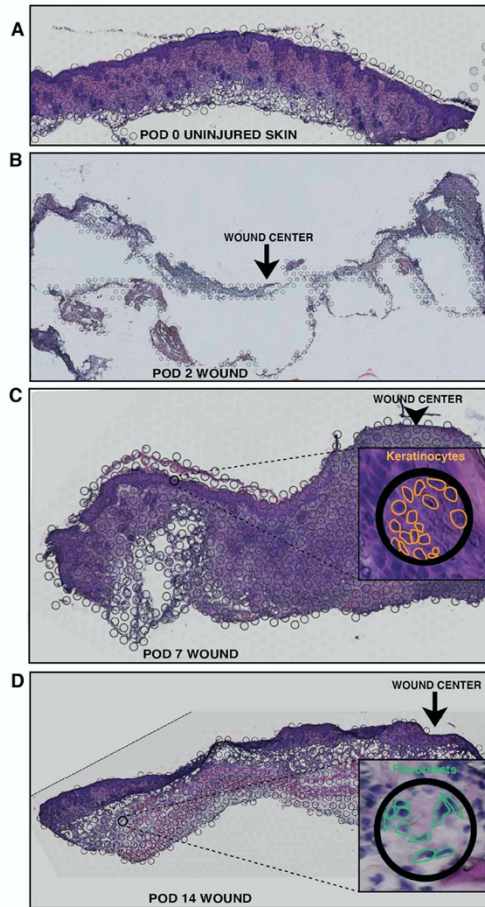 A
POD 0 UNINJURED SKIN
B
WOUND CENTER
POD 2 WOUND
C
WOUND CENTER
Keratinocytes
POD 7 WOUND
D
WOUND CENTER
Fibroblasts
POD 14 WOUND